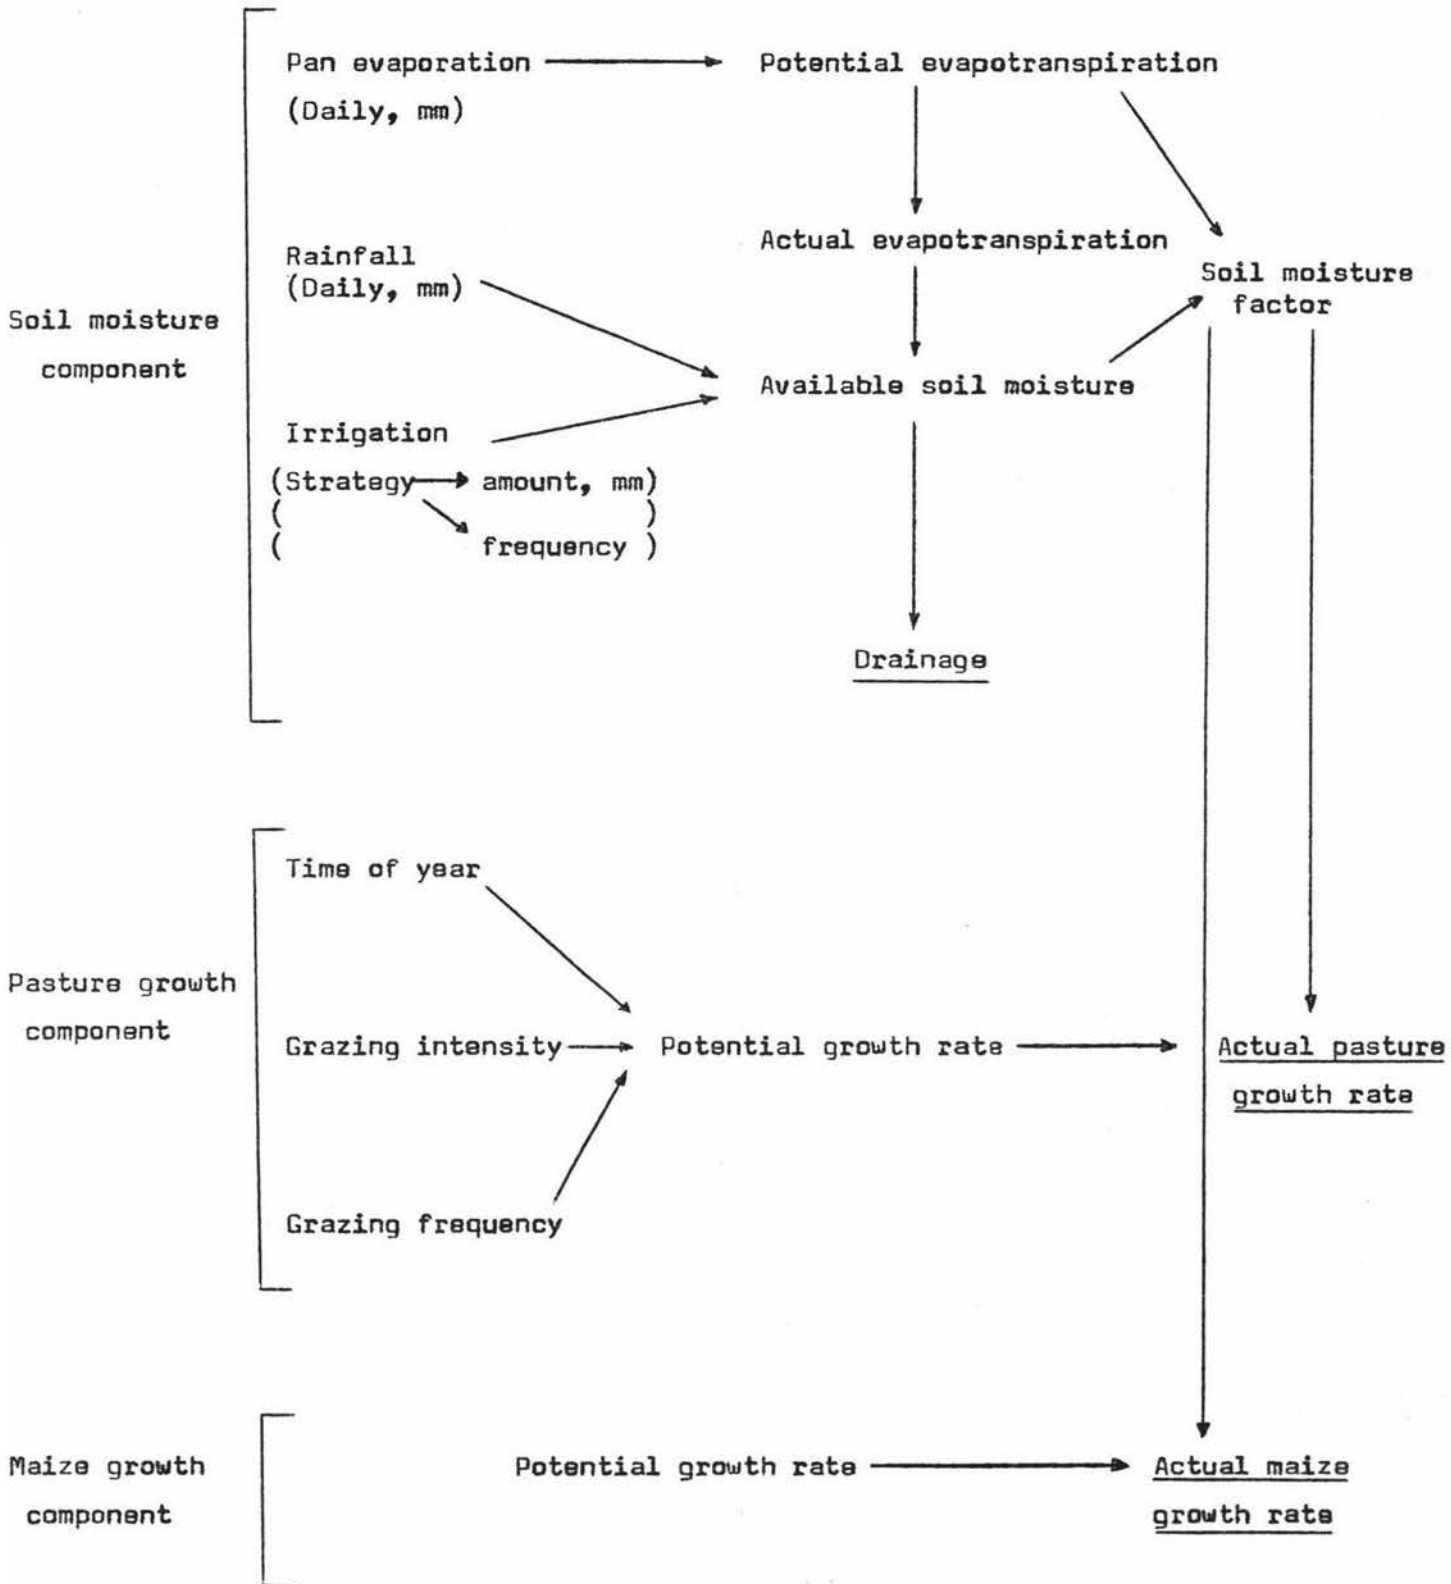 Pan evaporation
Potential evapotranspiration
(Daily, mm)
Actual evapotranspiration
Rainfall
(Daily, mm)
Soil moisture
factor
Soil moisture
component
Available soil moisture
Irrigation
(Strategy amount, mm)
( )
( frequency )
Drainage
Time of year
Pasture growth
component
Grazing intensity
Potential growth rate
Actual pasture
growth rate
Grazing frequency
Maize growth
component
Potential growth rate
Actual maize
growth rate